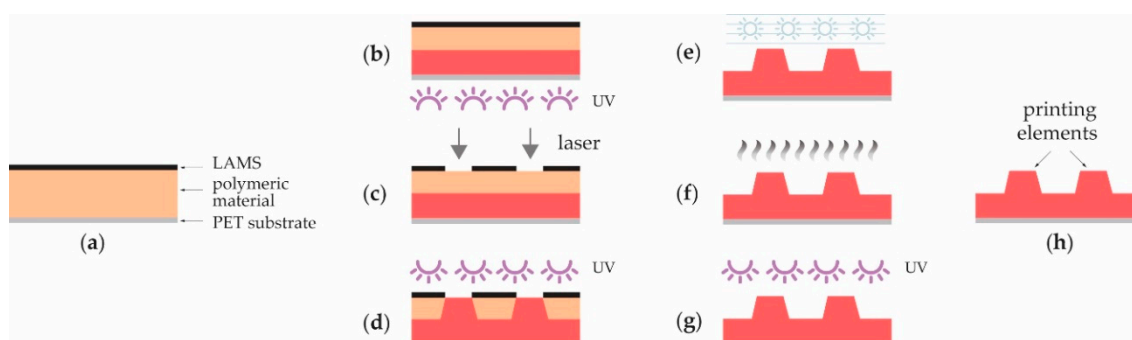 LAMS
polymeric
material
PET substrate
(a)
(b)
UV
laser
(c)
UV
(d)
(e)
(f)
UV
(g)
printing
elements
(h)